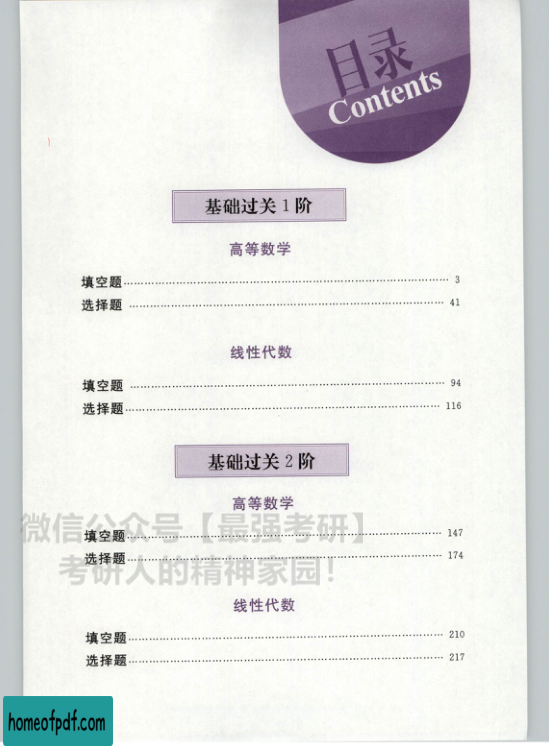 目录
Contents
基础过关 1 阶
高等数学
填空题 3
选择题 41
线性代数
填空题 94
选择题 116
基础过关 2 阶
高等数学
微信公众号【最强考研】
填空题 147
选择题 174
考研人的精神家园！
线性代数
填空题 210
选择题 217
homeofpdf.com